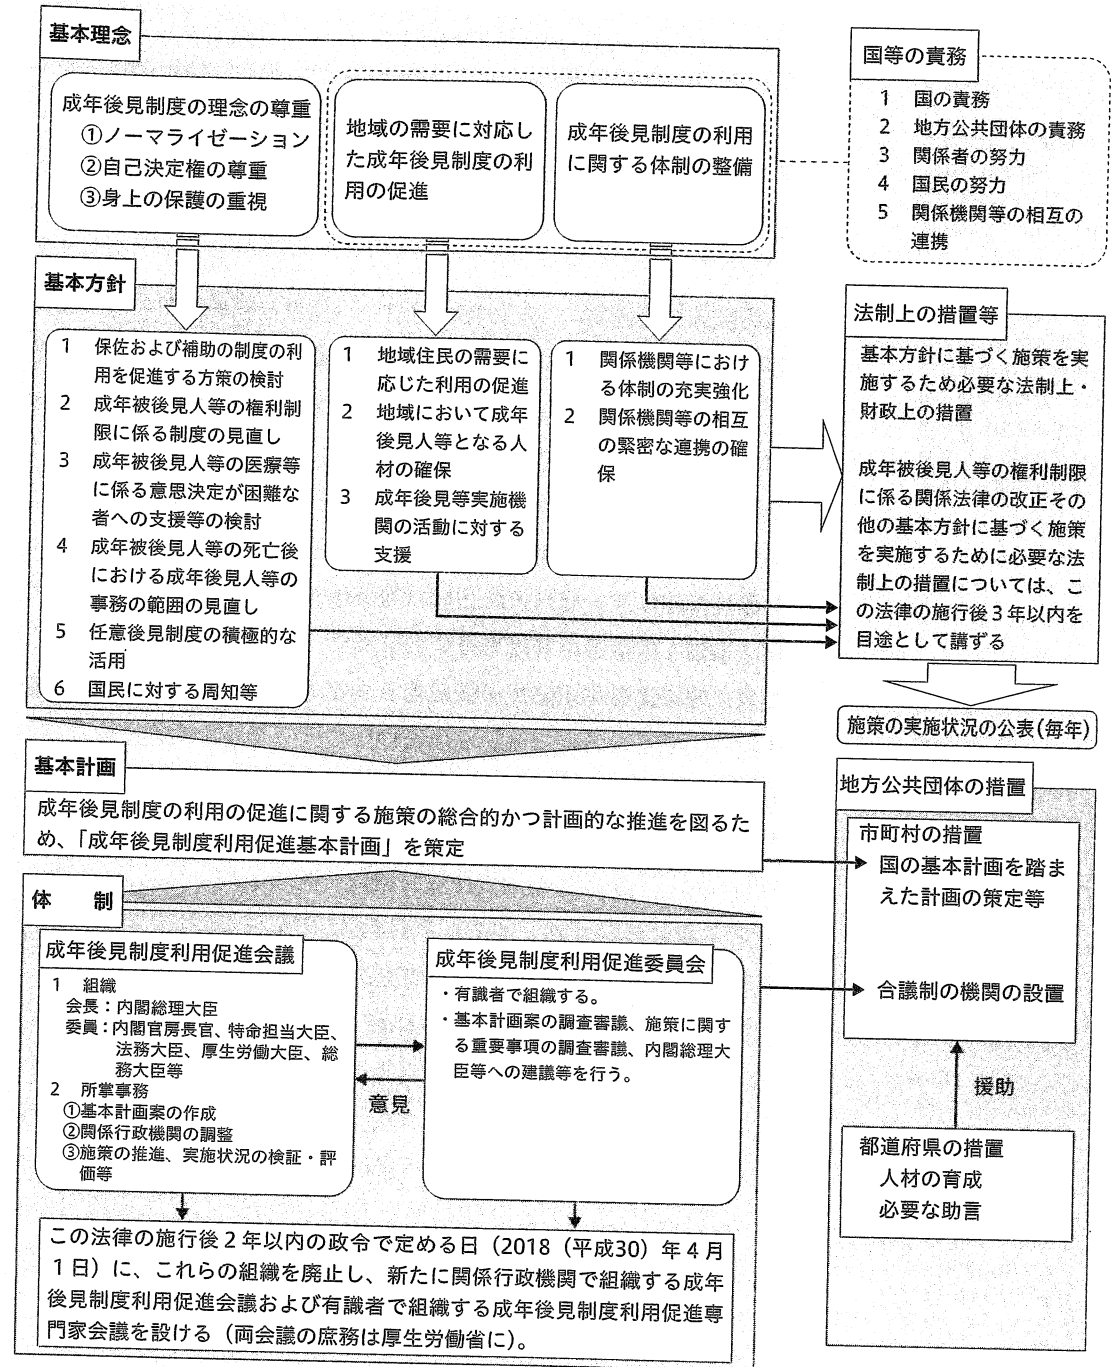 基本理念
成年後見制度の理念の尊重
①ノーマライゼーション
②自己決定権の尊重
③身上の保護の重視
地域の需要に対応し
た成年後見制度の利
用の促進
成年後見制度の利用
に関する体制の整備
国等の責務
1 国の責務
2 地方公共団体の責務
3 関係者の努力
4 国民の努力
5 関係機関等の相互の
連携
基本方針
1 保佐および補助の制度の利
用を促進する方策の検討
2 成年被後見人等の権利制
限に係る制度の見直し
3 成年被後見人等の医療等
に係る意思決定が困難な
者への支援等の検討
4 成年被後見人等の死亡後
における成年後見人等の
事務の範囲の見直し
5 任意後見制度の積極的な
活用
6 国民に対する周知等
1 地域住民の需要に
応じた利用の促進
2 地域において成年
後見人等となる人
材の確保
3 成年後見等実施機
関の活動に対する
支援
1 関係機関等におけ
る体制の充実強化
2 関係機関等の相互
の緊密な連携の確
保
法制上の措置等
基本方針に基づく施策を実
施するため必要な法制上・
財政上の措置
成年被後見人等の権利制限
に係る関係法律の改正その
他の基本方針に基づく施策
を実施するために必要な法
制上の措置については、こ
の法律の施行後3年以内を
目途として講ずる
施策の実施状況の公表(毎年)
基本計画
成年後見制度の利用の促進に関する施策の総合的かつ計画的な推進を図るた
め、「成年後見制度利用促進基本計画」を策定
体 制
成年後見制度利用促進会議
1 組織
会長：内閣総理大臣
委員：内閣官房長官、特命担当大臣、
法務大臣、厚生労働大臣、総
務大臣等
2 所掌事務
①基本計画案の作成
②関係行政機関の調整
③施策の推進、実施状況の検証・評
価等
意見
成年後見制度利用促進委員会
・有識者で組織する。
・基本計画案の調査審議、施策に関す
る重要事項の調査審議、内閣総理大
臣等への建議等を行う。
この法律の施行後2年以内の政令で定める日（2018（平成30）年4月
1日）に、これらの組織を廃止し、新たに関係行政機関で組織する成年
後見制度利用促進会議および有識者で組織する成年後見制度利用促進専
門家会議を設ける（両会議の庶務は厚生労働省に）。
地方公共団体の措置
市町村の措置
国の基本計画を踏ま
えた計画の策定等
合議制の機関の設置
援助
都道府県の措置
人材の育成
必要な助言